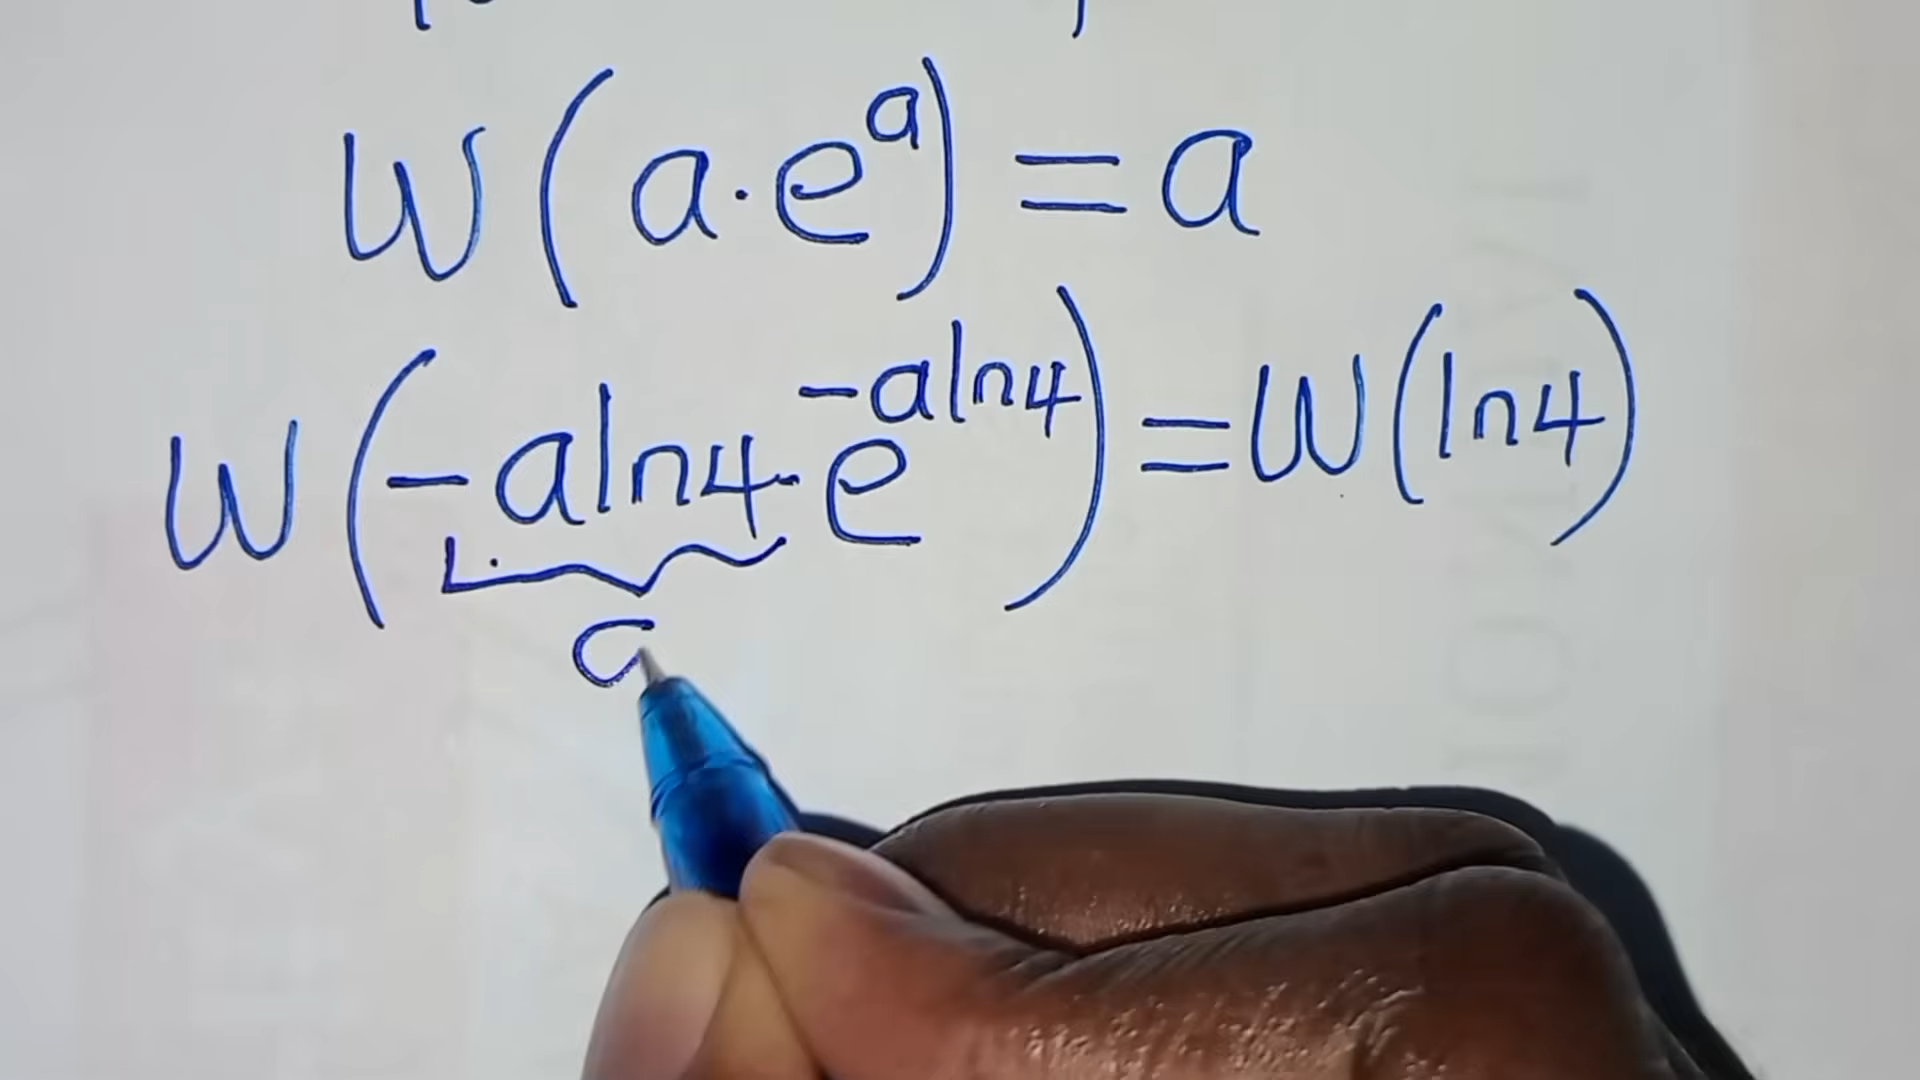 W(a·e^a) = a
W(-aln4·e^-aln4) = W(ln4)
a